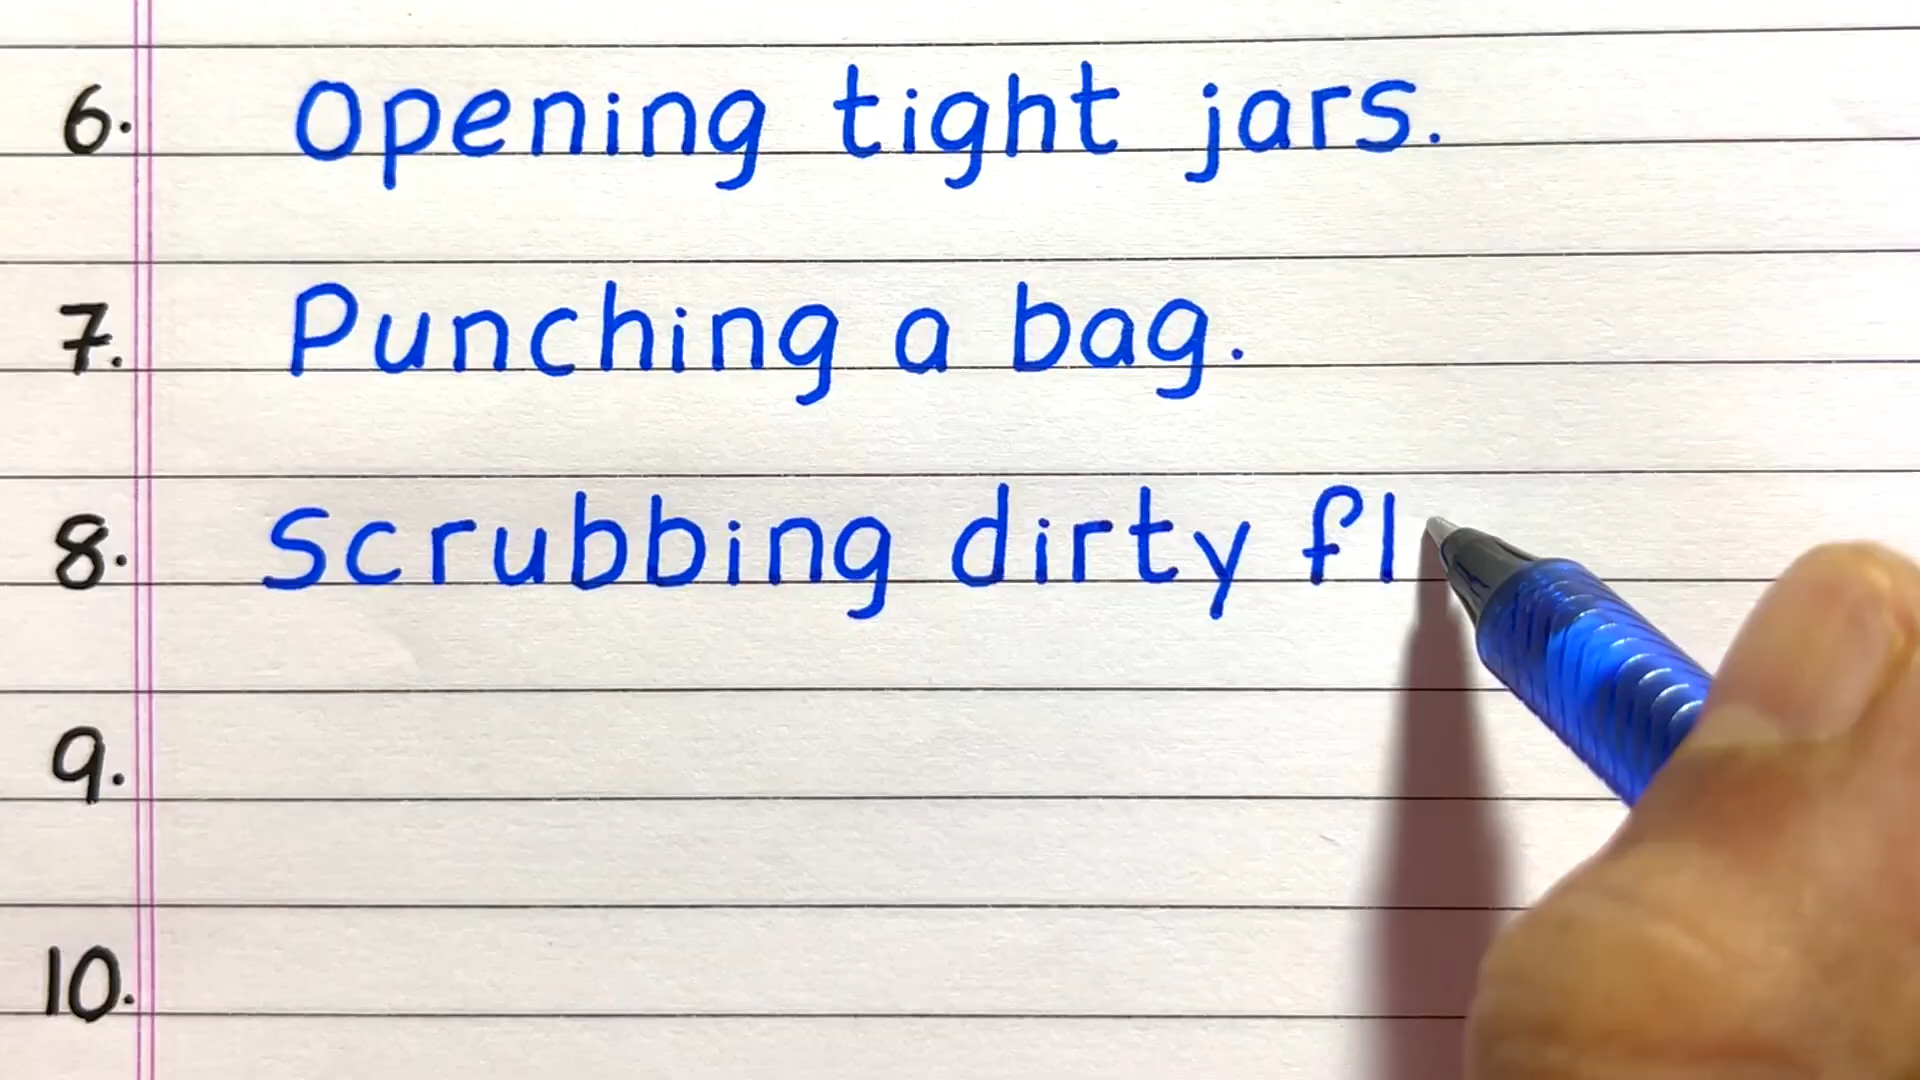 6. Opening tight jars.
7. Punching a bag.
8. Scrubbing dirty fl
9.
10.